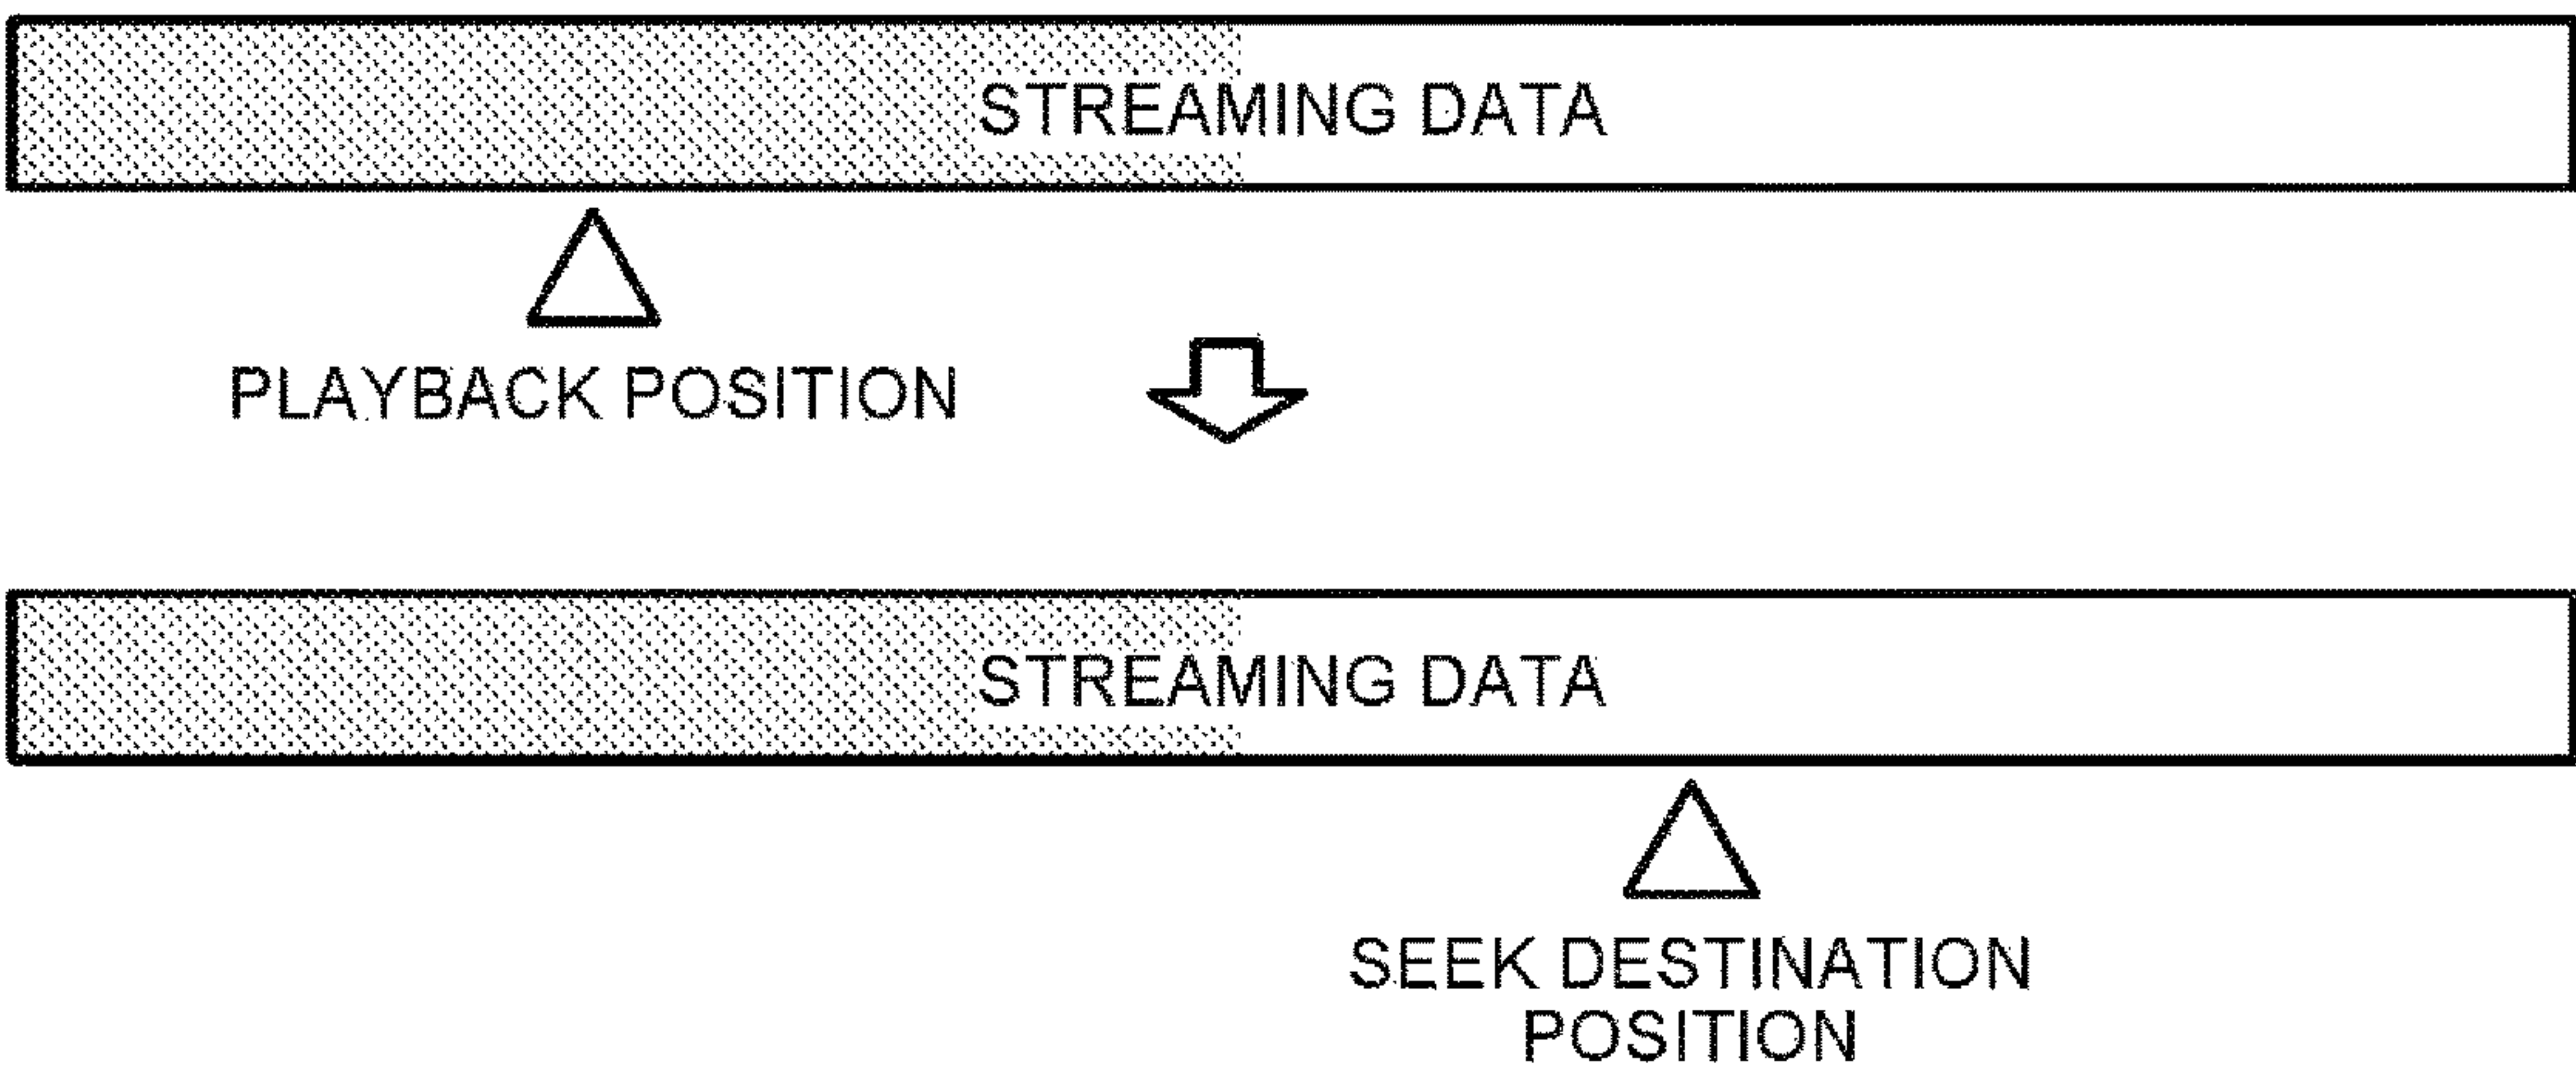 STREAMING DATA
PLAYBACK POSITION
STREAMING DATA
SEEK DESTINATION
POSITION